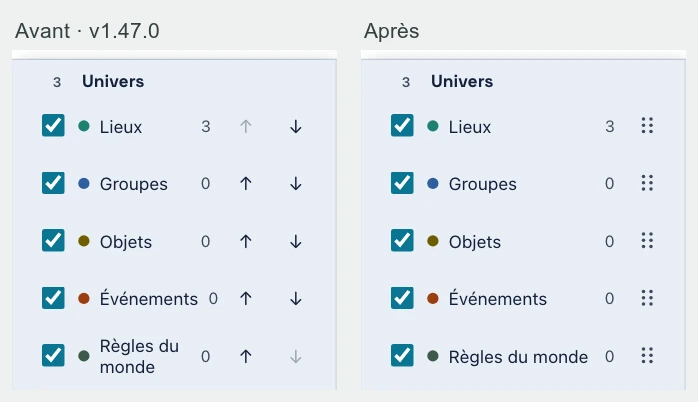 Avant · v1.47.0
3 Univers
Lieux 3 ↑ ↓
Groupes 0 ↑ ↓
Objets 0 ↑ ↓
Événements 0 ↑ ↓
Règles du
monde 0 ↑ ↓
Après
3 Univers
Lieux 3
Groupes 0
Objets 0
Événements 0
Règles du monde 0